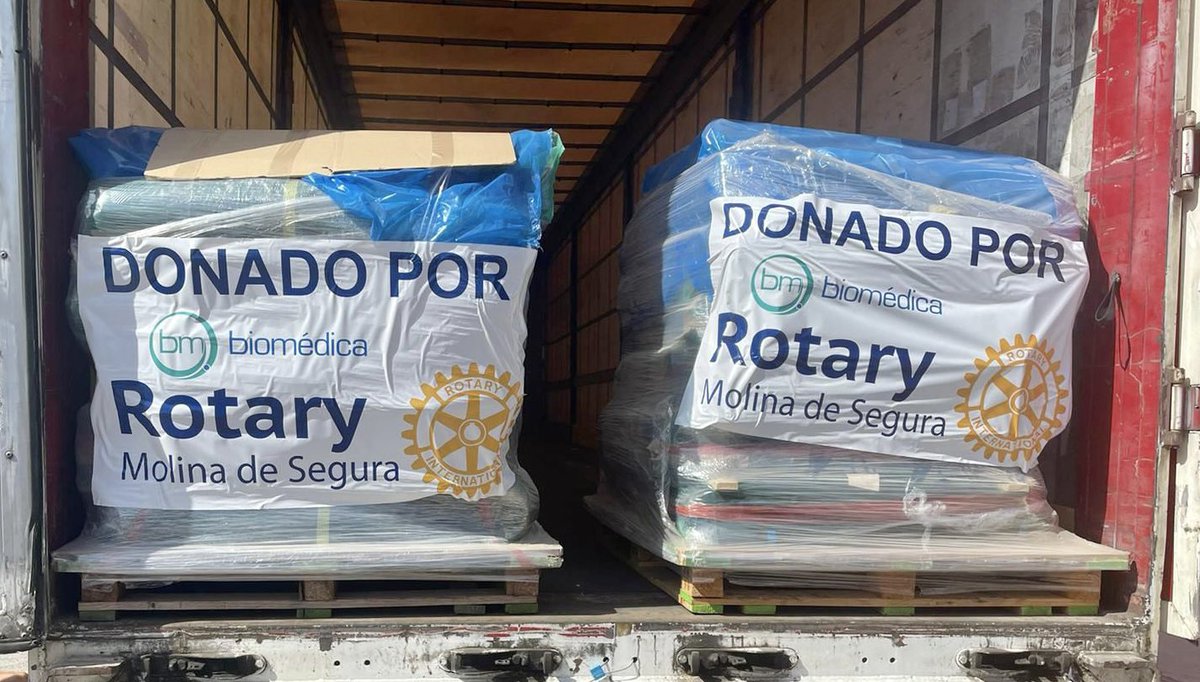 DONADO POR
bm biomédica
Rotary
Molina de Segura
ROTARY
INTERNATIONAL
DONADO POR
bm biomédica
Rotary
Molina de Segura
ROTARY
INTERNATIONAL